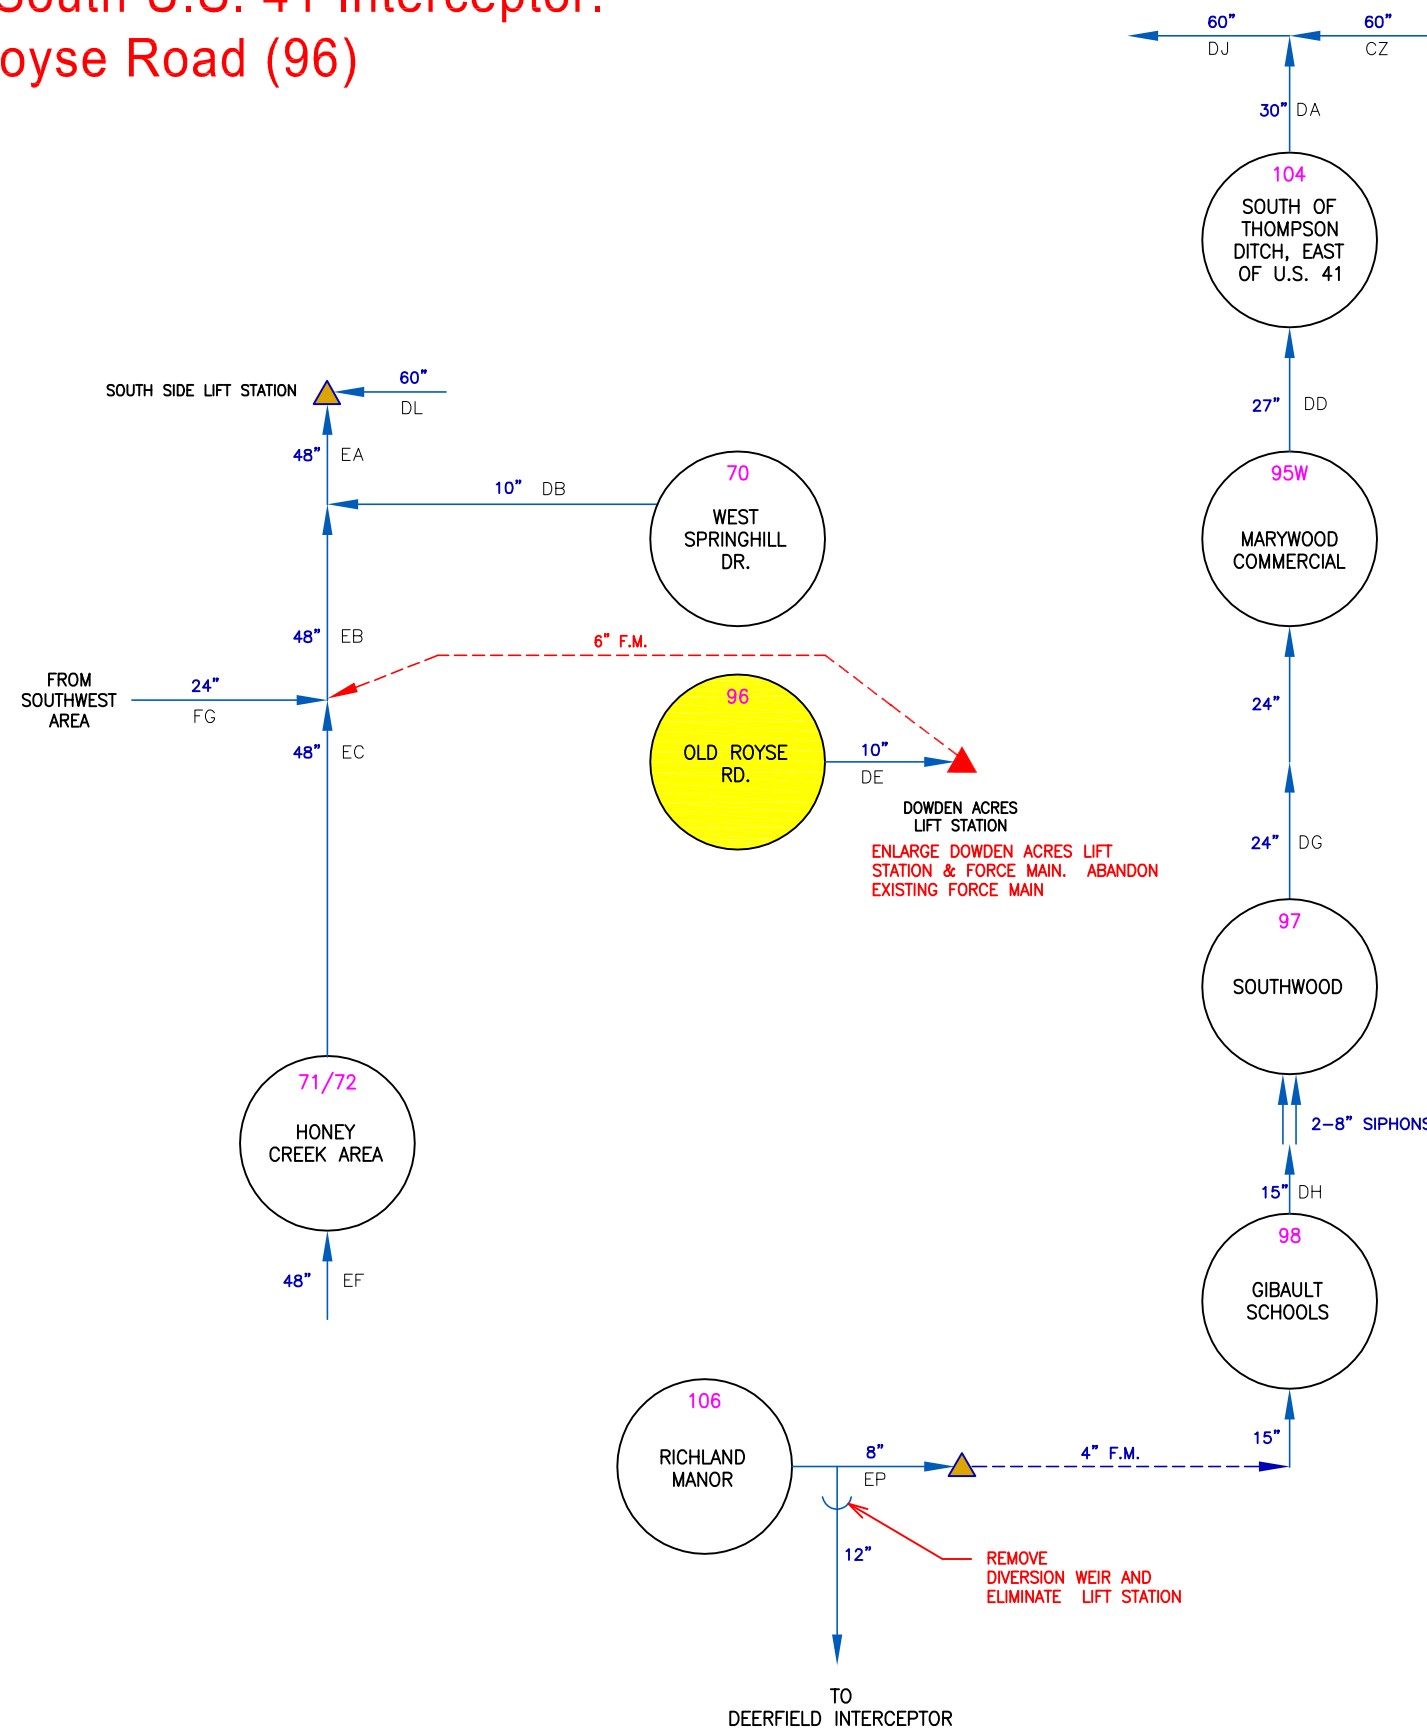 South U.S. 41 Interceptor:
oyse Road (96)
60" 60"
DJ CZ
30" DA
104
SOUTH OF
THOMPSON
DITCH, EAST
OF U.S. 41
27" DD
SOUTH SIDE LIFT STATION
60"
DL
48" EA
10" DB
70
WEST
SPRINGHILL
DR.
95W
MARYWOOD
COMMERCIAL
48" EB
6" F.M.
FROM
SOUTHWEST
AREA
24"
FG
48" EC
96
OLD ROYSE
RD.
10"
DE
DOWDEN ACRES
LIFT STATION
ENLARGE DOWDEN ACRES LIFT
STATION & FORCE MAIN. ABANDON
EXISTING FORCE MAIN
24"
24" DG
97
SOUTHWOOD
71/72
HONEY
CREEK AREA
48" EF
2-8" SIPHONS
15" DH
98
GIBAULT
SCHOOLS
15"
106
RICHLAND
MANOR
8"
EP
4" F.M.
12"
REMOVE
DIVERSION WEIR AND
ELIMINATE LIFT STATION
TO
DEERFIELD INTERCEPTOR